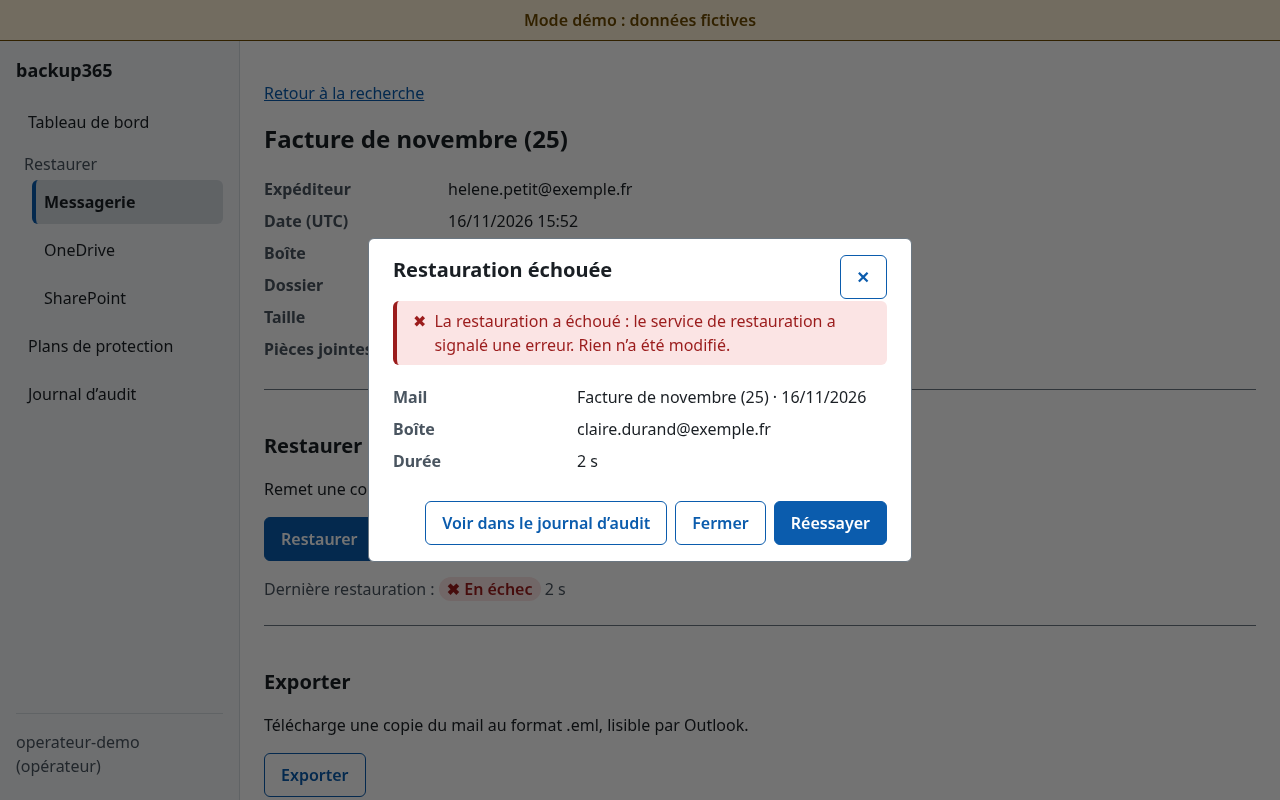 Mode démo : données fictives
backup365
Tableau de bord
Restaurer
Messagerie
OneDrive
SharePoint
Plans de protection
Journal d’audit
operateur-demo
(opérateur)
Retour à la recherche
Facture de novembre (25)
Expéditeur helene.petit@exemple.fr
Date (UTC) 16/11/2026 15:52
Boîte
Dossier
Taille
Pièces jointes
Restauration échouée
×
✖ La restauration a échoué : le service de restauration a
signalé une erreur. Rien n’a été modifié.
Mail Facture de novembre (25) · 16/11/2026
Boîte claire.durand@exemple.fr
Durée 2 s
Voir dans le journal d’audit Fermer Réessayer
Restaurer
Remet une co
Restaurer
Dernière restauration : ✖ En échec 2 s
Exporter
Télécharge une copie du mail au format .eml, lisible par Outlook.
Exporter